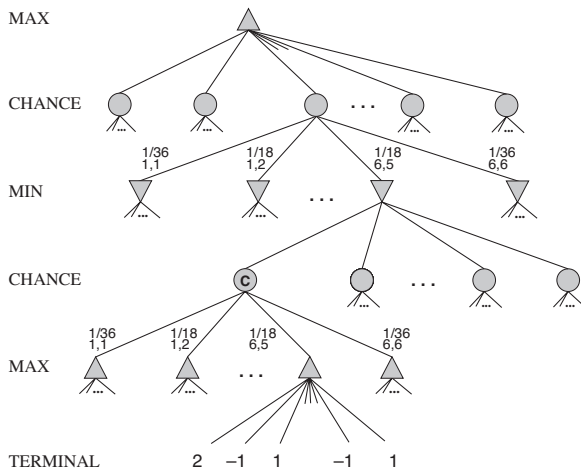 MAX
CHANCE
...
... ... ... ... ...
1/36 1/18 1/18 1/36
1,1 1,2 6,5 6,6
MIN
...
... ... ...
CHANCE
C
...
... ... ...
1/36 1/18 1/18 1/36
1,1 1,2 6,5 6,6
MAX
...
... ... ...
TERMINAL 2 –1 1 –1 1